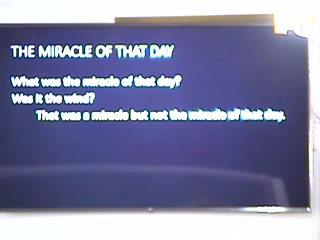 THE MIRACLE OF THAT DAY
What was the miracle of that day?
Was it the wind?
That was a miracle but not the miracle of that day.